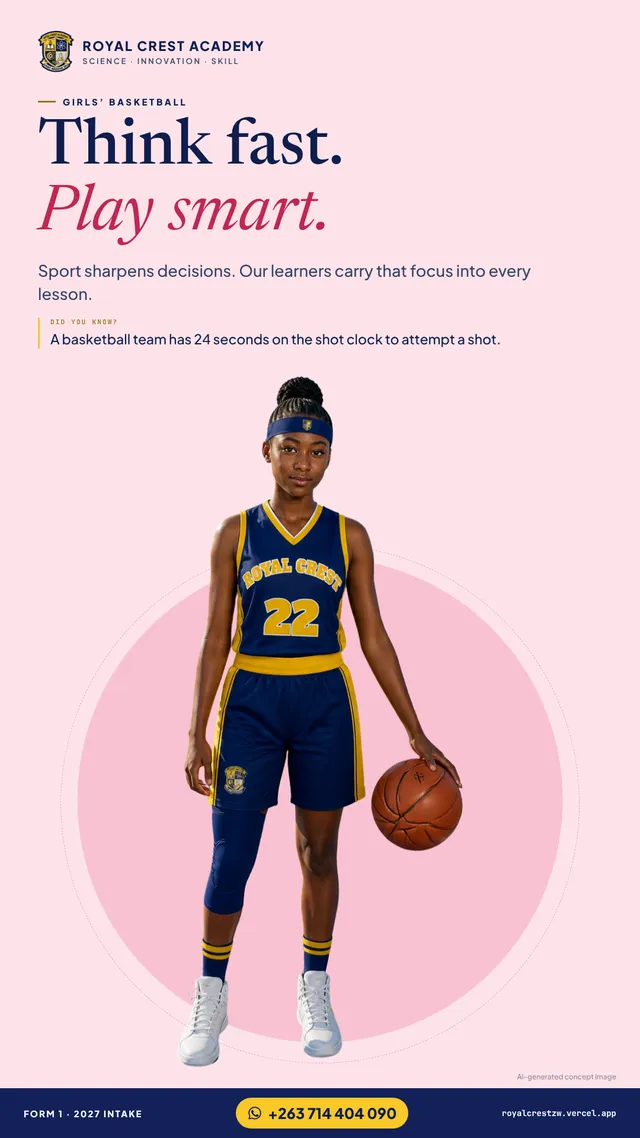 ROYAL CREST ACADEMY
SCIENCE · INNOVATION · SKILL
GIRLS’ BASKETBALL
Think fast.
Play smart.
Sport sharpens decisions. Our learners carry that focus into every
lesson.
DID YOU KNOW?
A basketball team has 24 seconds on the shot clock to attempt a shot.
ROYAL CREST
22
AI-generated concept image
FORM 1 · 2027 INTAKE
+263 714 404 090
royalcrestzw.vercel.app